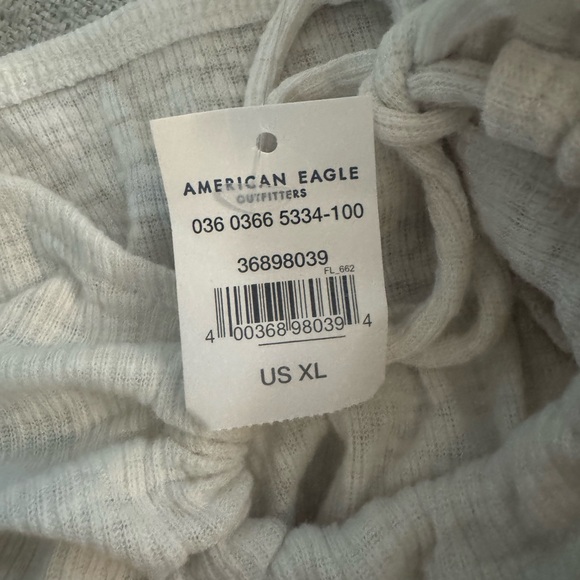 AMERICAN EAGLE
OUTFITTERS
036 0366 5334-100
36898039
FL_662
4 00368 98039 4
US XL